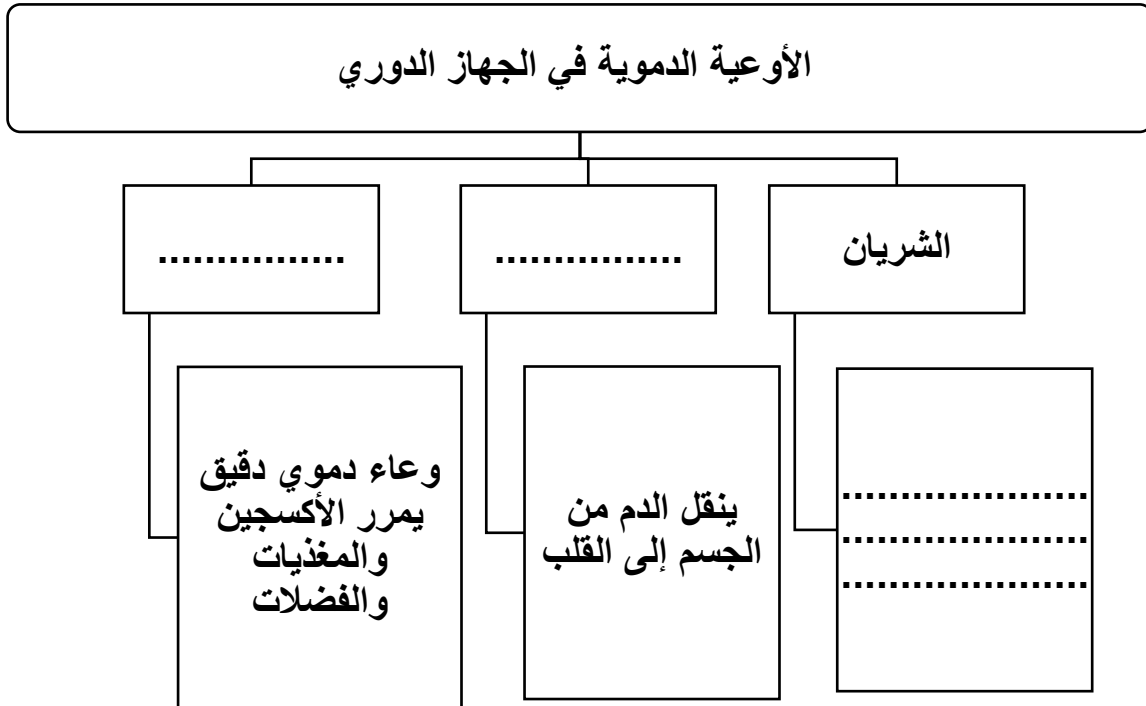 الأوعية الدموية في الجهاز الدوري
الشريان
................
................
.....................
.....................
.....................
ينقل الدم من
الجسم إلى القلب
وعاء دموي دقيق
يمرر الأكسجين
والمغذيات
والفضلات